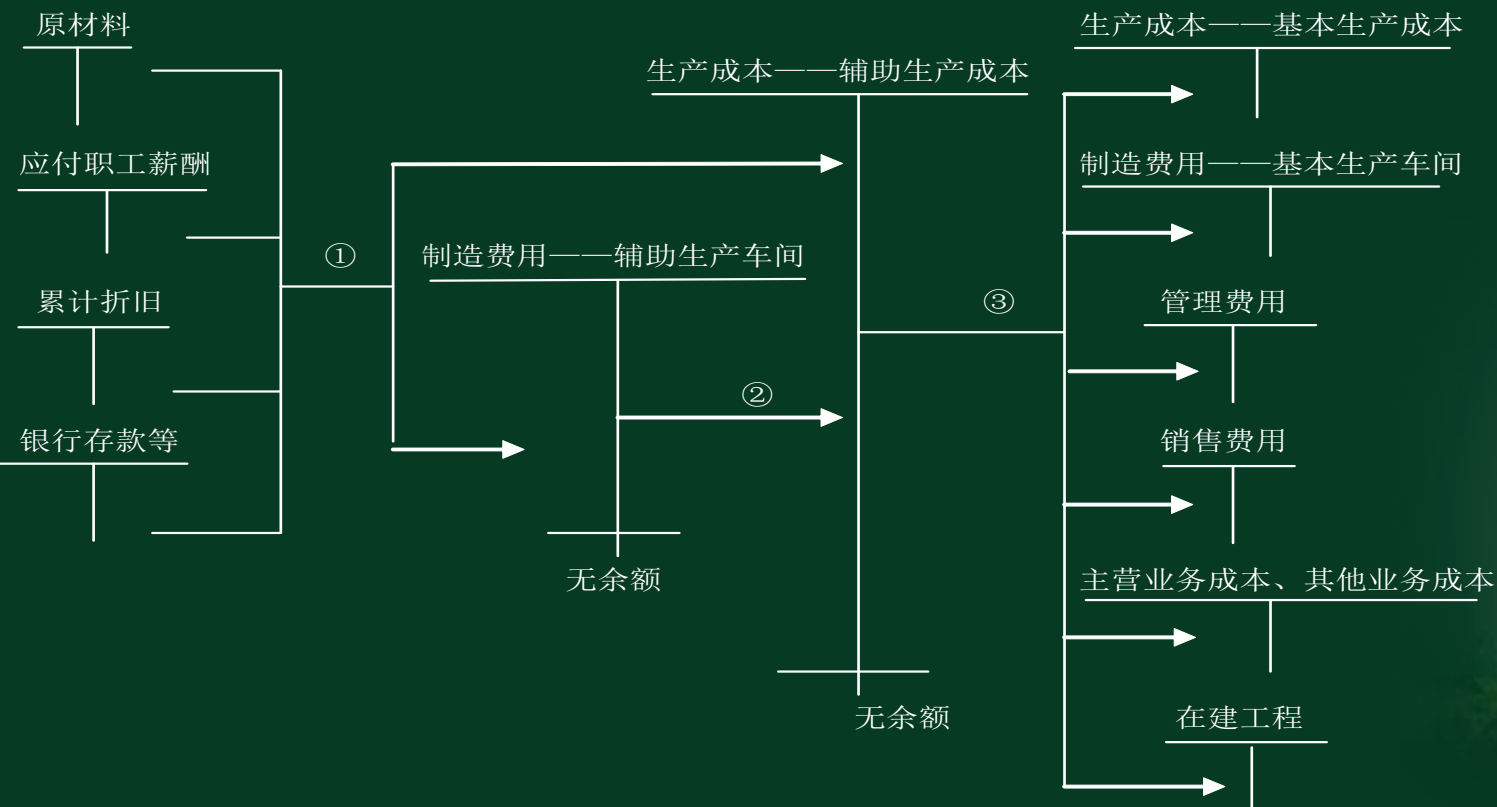 原材料
应付职工薪酬
累计折旧
银行存款等
①
制造费用——辅助生产车间
②
无余额
生产成本——辅助生产成本
③
无余额
生产成本——基本生产成本
制造费用——基本生产车间
管理费用
销售费用
主营业务成本、其他业务成本
在建工程